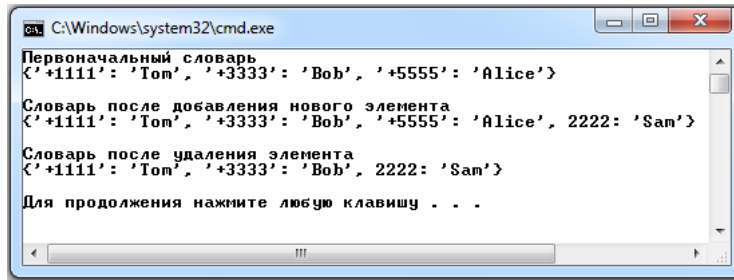 C:\Windows\system32\cmd.exe
Первоначальный словарь
{'+1111': 'Tom', '+3333': 'Bob', '+5555': 'Alice'}
Словарь после добавления нового элемента
{'+1111': 'Tom', '+3333': 'Bob', '+5555': 'Alice', 2222: 'Sam'}
Словарь после удаления элемента
{'+1111': 'Tom', '+3333': 'Bob', 2222: 'Sam'}
Для продолжения нажмите любую клавишу . . .